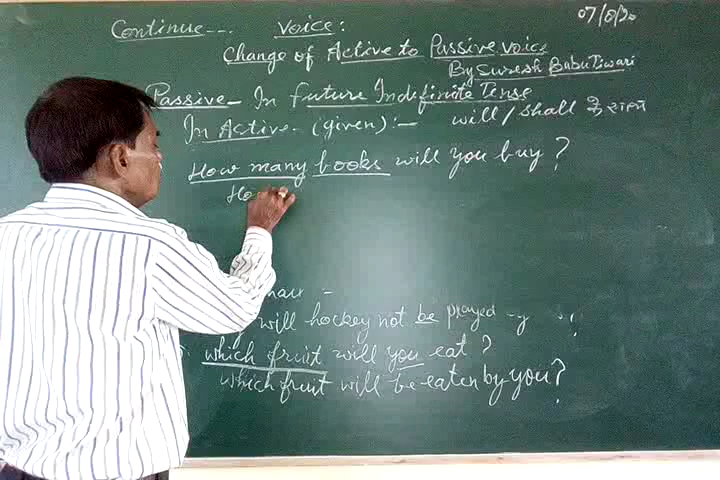 07/8/20
Continue--- Voice:
Change of Active to Passive voice
By Suresh Babu Tiwari
Passive- In future Indefinite Tense
In Active- (given):- will/shall के साथ
How many books will you buy?
Ho
will hockey not be played
which fruit will you eat?
which fruit will be eaten by you?